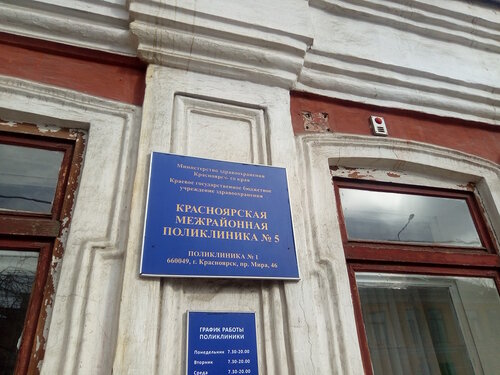 Министерство здравоохранения
Красноярского края
Краевое государственное бюджетное
учреждение здравоохранения
КРАСНОЯРСКАЯ
МЕЖРАЙОННАЯ
ПОЛИКЛИНИКА № 5
ПОЛИКЛИНИКА № 1
660049, г. Красноярск, пр. Мира, 46
ГРАФИК РАБОТЫ
ПОЛИКЛИНИКИ
Понедельник 7.30-20.00
Вторник 7.30-20.00
Среда 7.30-20.00